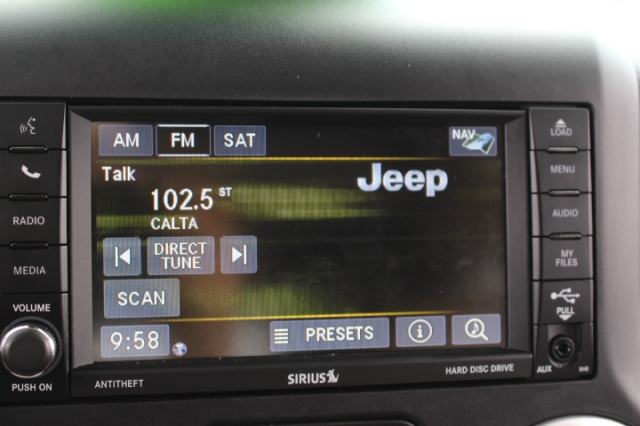 AM FM SAT NAV
Talk
Jeep
102.5 ST
CALTA
DIRECT
TUNE
SCAN
9:58 PRESETS i
RADIO
MEDIA
VOLUME
PUSH ON
ANTITHEFT
SIRIUS
HARD DISC DRIVE
LOAD
MENU
AUDIO
MY
FILES
PULL
AUX